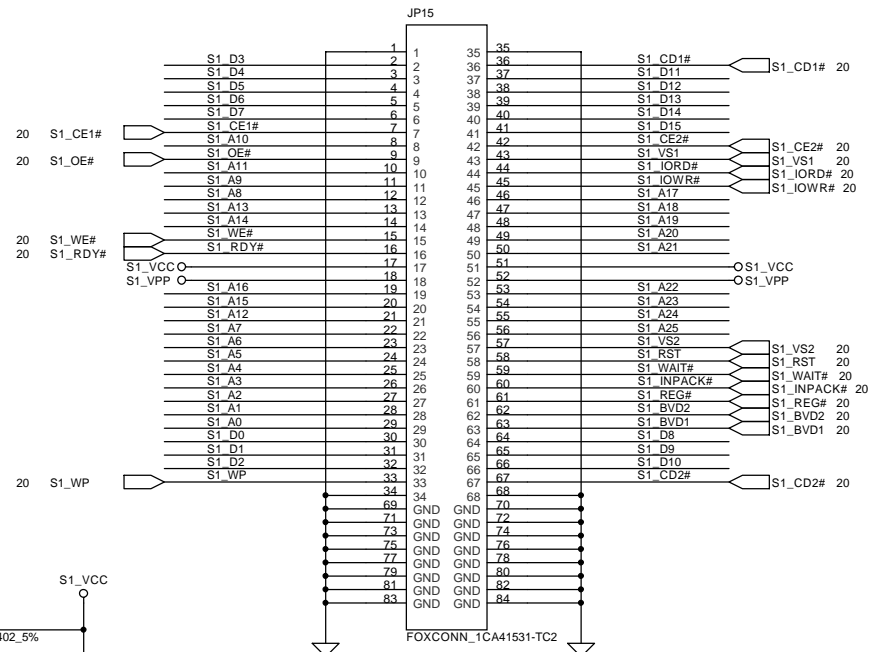 JP15
1 1 35 35
S1_D3 2 2 36 36 S1_CD1# S1_CD1# 20
S1_D4 3 3 37 37 S1_D11
S1_D5 4 4 38 38 S1_D12
S1_D6 5 5 39 39 S1_D13
S1_D7 6 6 40 40 S1_D14
20 S1_CE1# S1_CE1# 7 7 41 41 S1_D15
S1_A10 8 8 42 42 S1_CE2# S1_CE2# 20
20 S1_OE# S1_OE# 9 9 43 43 S1_VS1 S1_VS1 20
S1_A11 10 10 44 44 S1_IORD# S1_IORD# 20
S1_A9 11 11 45 45 S1_IOWR# S1_IOWR# 20
S1_A8 12 12 46 46 S1_A17
S1_A13 13 13 47 47 S1_A18
S1_A14 14 14 48 48 S1_A19
20 S1_WE# S1_WE# 15 15 49 49 S1_A20
20 S1_RDY# S1_RDY# 16 16 50 50 S1_A21
S1_VCC 17 17 51 51 S1_VCC
S1_VPP 18 18 52 52 S1_VPP
S1_A16 19 19 53 53 S1_A22
S1_A15 20 20 54 54 S1_A23
S1_A12 21 21 55 55 S1_A24
S1_A7 22 22 56 56 S1_A25
S1_A6 23 23 57 57 S1_VS2 S1_VS2 20
S1_A5 24 24 58 58 S1_RST S1_RST 20
S1_A4 25 25 59 59 S1_WAIT# S1_WAIT# 20
S1_A3 26 26 60 60 S1_INPACK# S1_INPACK# 20
S1_A2 27 27 61 61 S1_REG# S1_REG# 20
S1_A1 28 28 62 62 S1_BVD2 S1_BVD2 20
S1_A0 29 29 63 63 S1_BVD1 S1_BVD1 20
S1_D0 30 30 64 64 S1_D8
S1_D1 31 31 65 65 S1_D9
S1_D2 32 32 66 66 S1_D10
20 S1_WP S1_WP 33 33 67 67 S1_CD2# S1_CD2# 20
34 34 68 68
69 GND GND 70
71 GND GND 72
73 GND GND 74
75 GND GND 76
77 GND GND 78
79 GND GND 80
81 GND GND 82
83 GND GND 84
S1_VCC
402_5%
FOXCONN_1CA41531-TC2